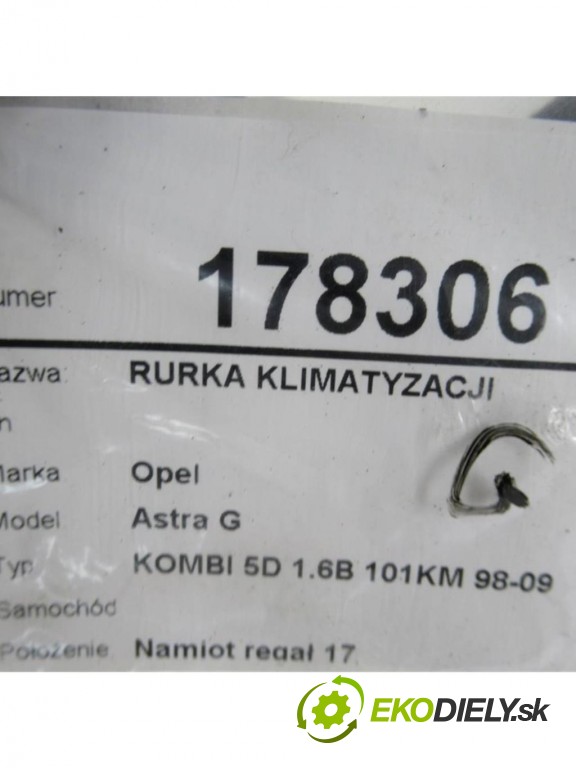 umer 178306
azwa: RURKA KLIMATYZACJI
n
Marka Opel
Model Astra G
Typ KOMBI 5D 1.6B 101KM 98-09
Samochód
Położenie Namiot regał 17
G
EKODIELY.sk